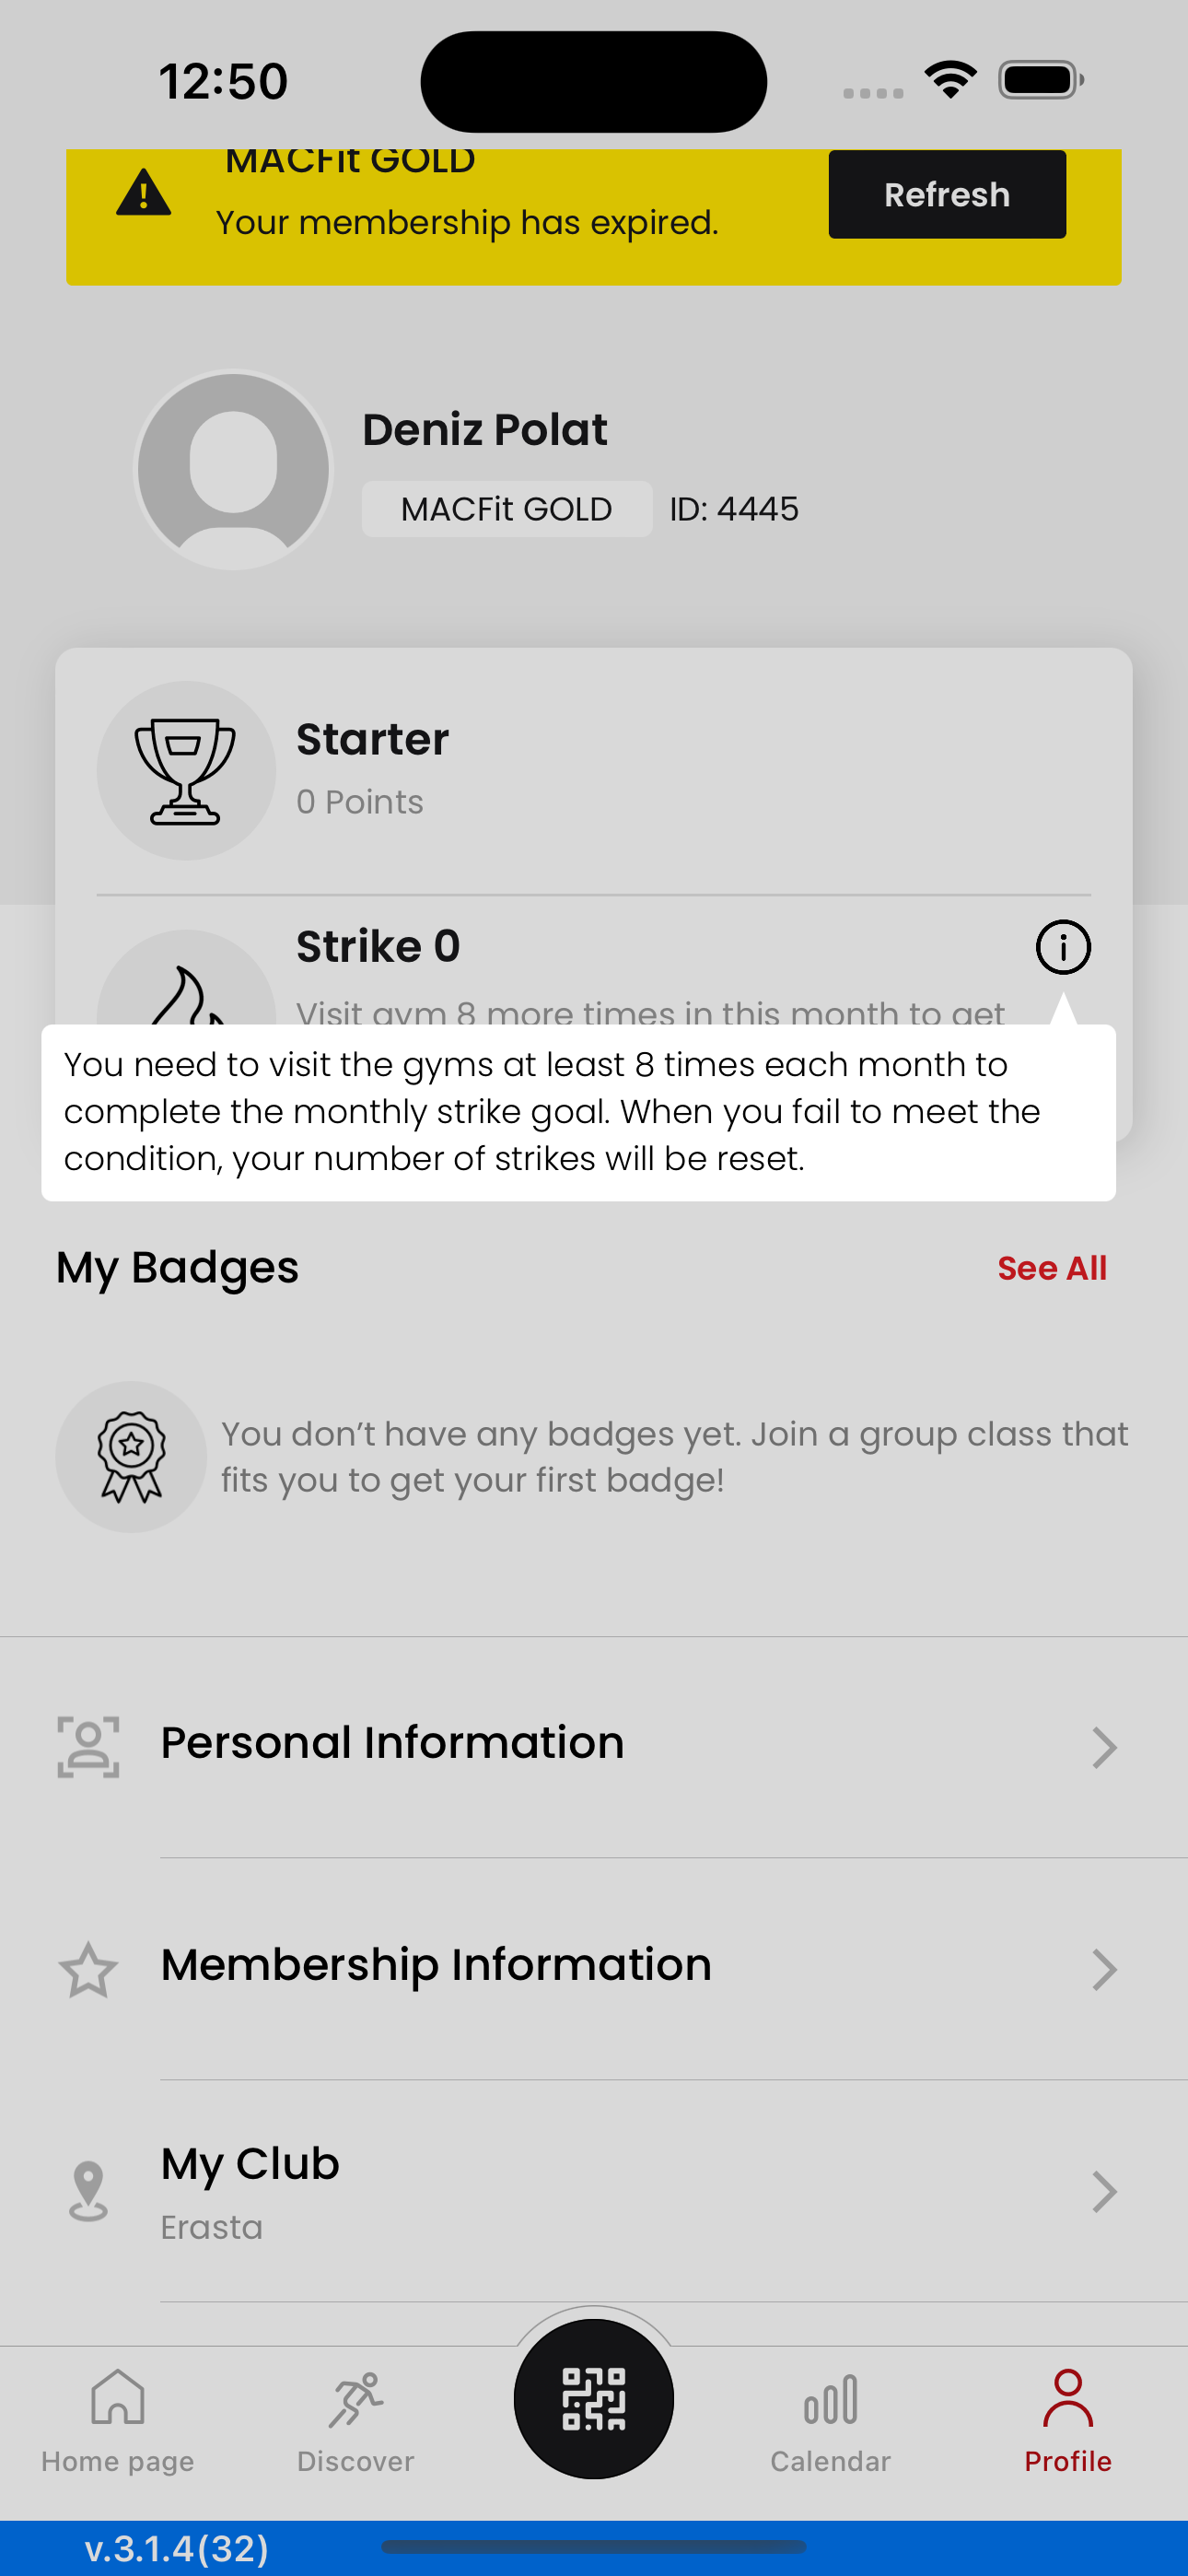 12:50
MACFit GOLD
Your membership has expired.
Refresh
Deniz Polat
MACFit GOLD
ID: 4445
Starter
0 Points
Strike 0
Visit gym 8 more times in this month to get
You need to visit the gyms at least 8 times each month to
complete the monthly strike goal. When you fail to meet the
condition, your number of strikes will be reset.
My Badges
See All
You don’t have any badges yet. Join a group class that
fits you to get your first badge!
Personal Information
Membership Information
My Club
Erasta
Home page
Discover
Calendar
Profile
v.3.1.4(32)